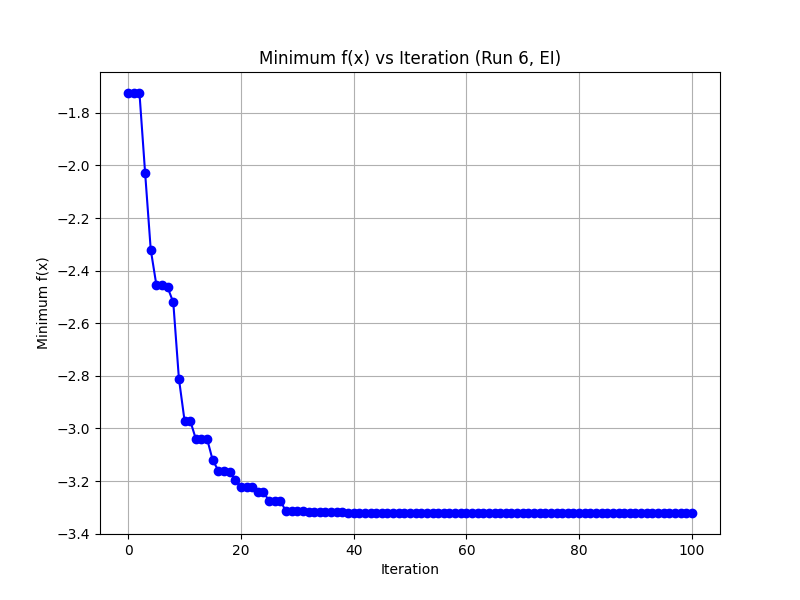 Minimum f(x) vs Iteration (Run 6, EI)
Minimum f(x)
−1.8
−2.0
−2.2
−2.4
−2.6
−2.8
−3.0
−3.2
−3.4
0 20 40 60 80 100
Iteration